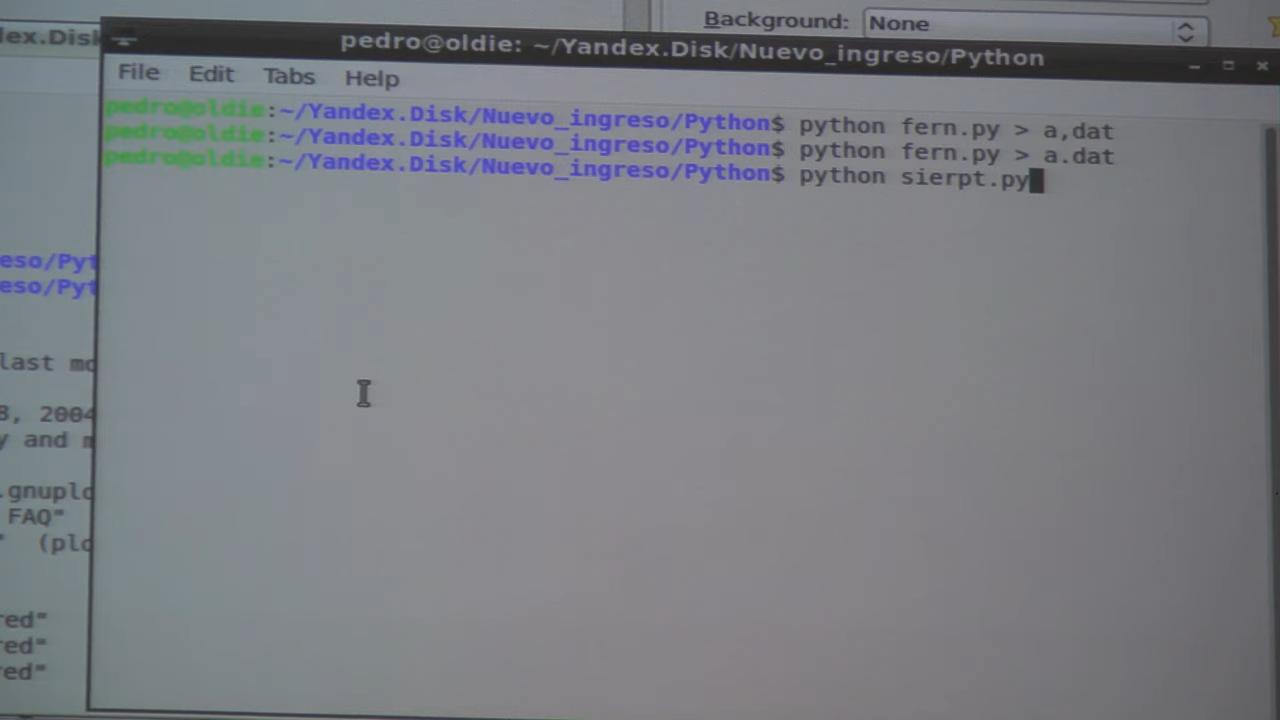 Background: None
pedro@oldie: ~/Yandex.Disk/Nuevo_ingreso/Python
File Edit Tabs Help
pedro@oldie:~/Yandex.Disk/Nuevo_ingreso/Python$ python fern.py > a,dat
pedro@oldie:~/Yandex.Disk/Nuevo_ingreso/Python$ python fern.py > a.dat
pedro@oldie:~/Yandex.Disk/Nuevo_ingreso/Python$ python sierpt.py
dex.Disk
eso/Pyt
eso/Pyt
last mo
3, 2004
y and m
.gnuplo
FAQ"
" (plo
red"
red"
red"